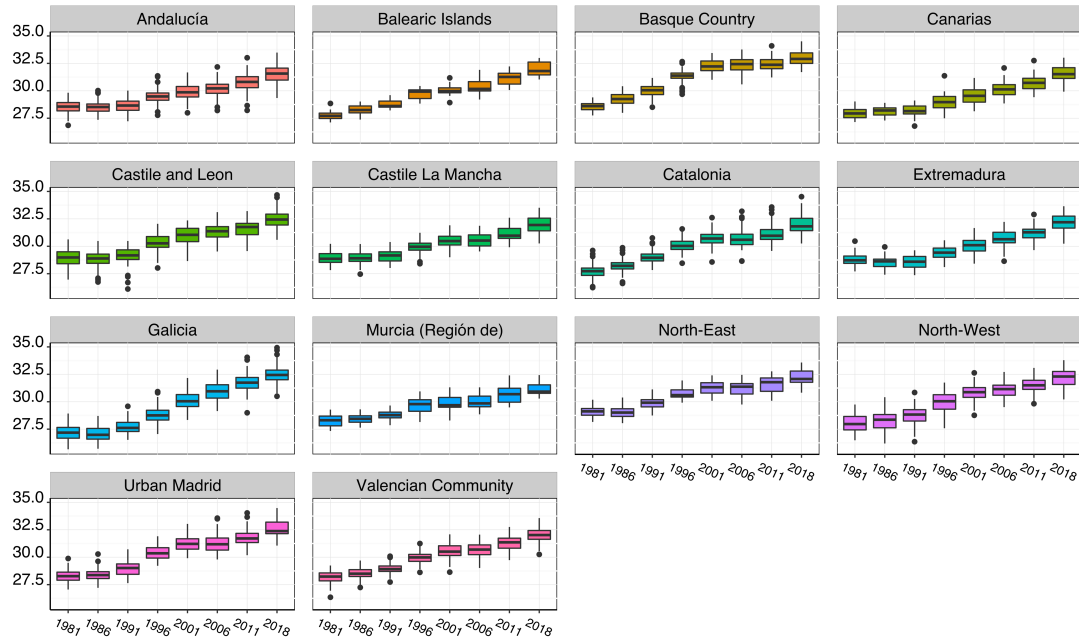 Andalucía Balearic Islands Basque Country Canarias
35.0
32.5
30.0
27.5
Castile and Leon Castile La Mancha Catalonia Extremadura
35.0
32.5
30.0
27.5
Galicia Murcia (Región de) North-East North-West
35.0
32.5
30.0
27.5
1981 1986 1991 1996 2001 2006 2011 2018 1981 1986 1991 1996 2001 2006 2011 2018
Urban Madrid Valencian Community
35.0
32.5
30.0
27.5
1981 1986 1991 1996 2001 2006 2011 2018 1981 1986 1991 1996 2001 2006 2011 2018